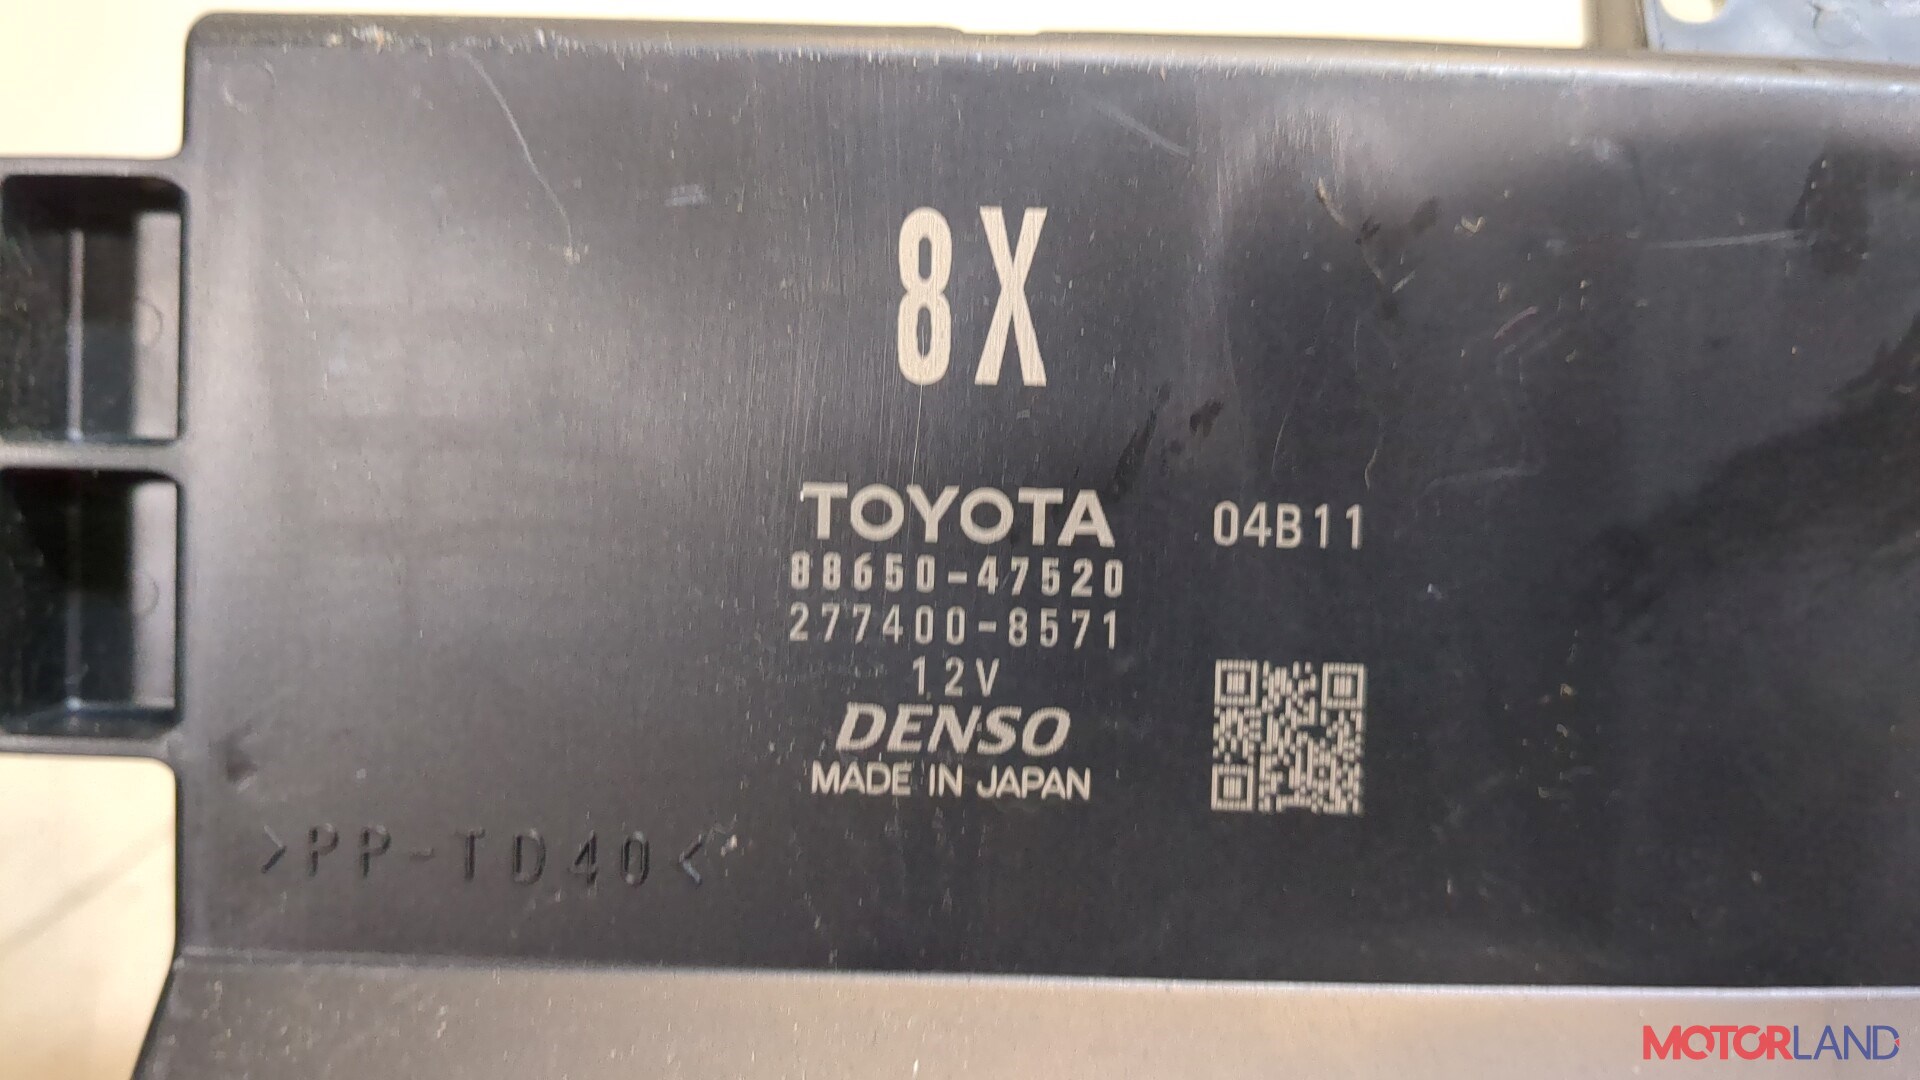 8X
TOYOTA 04B11
88650-47520
277400-8571
12V
DENSO
MADE IN JAPAN
>PP-TD40<
MOTORLAND